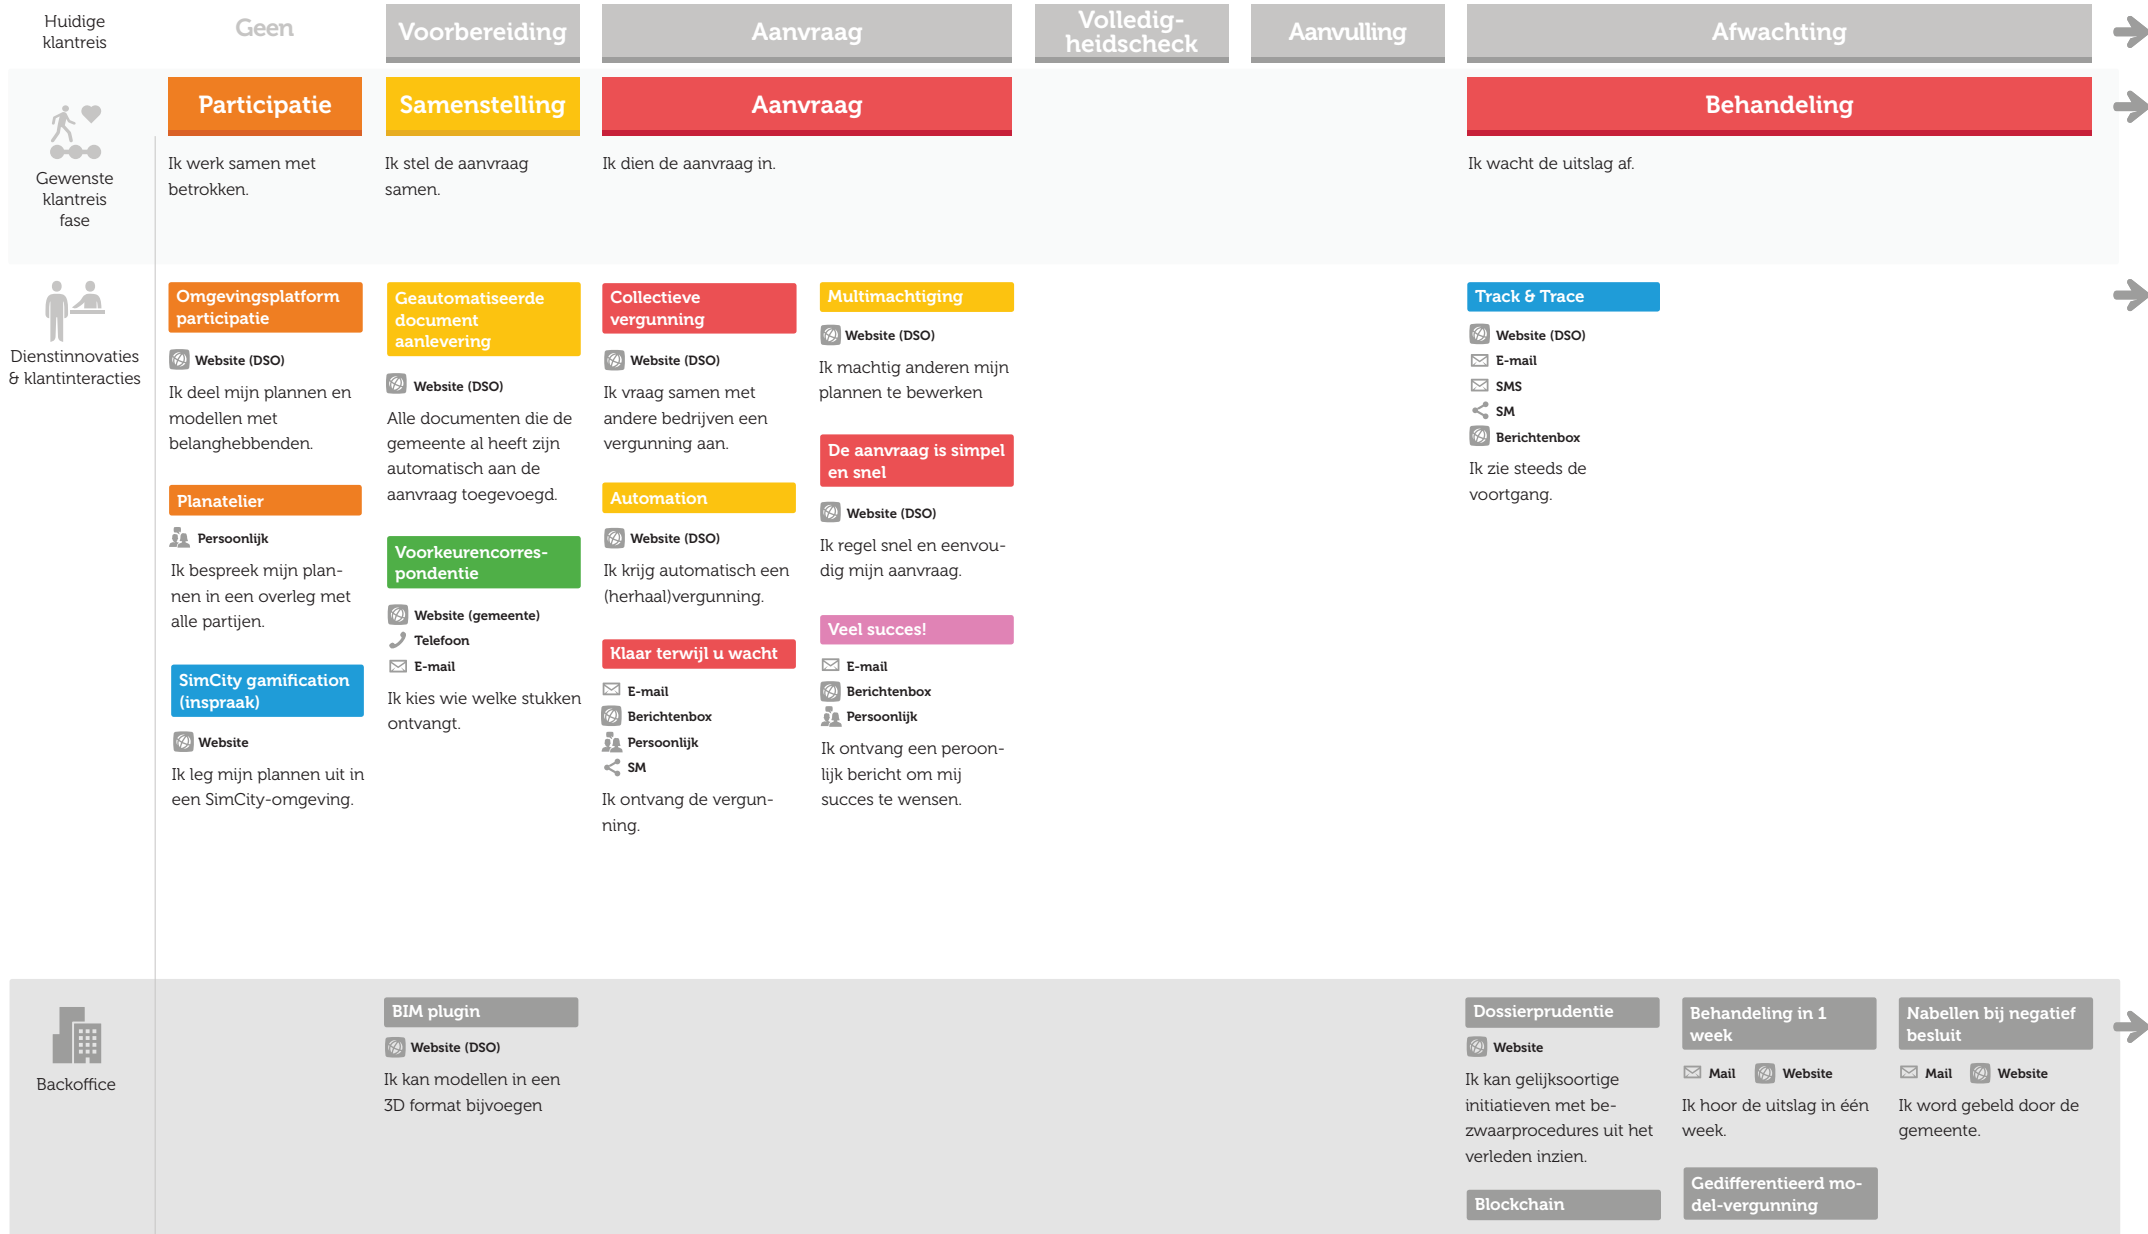 Huidige
klantreis
Geen
Voorbereiding
Aanvraag
Volledig-
heidscheck
Aanvulling
Afwachting
Gewenste
klantreis
fase
Participatie
Samenstelling
Aanvraag
Behandeling
Ik werk samen met
betrokken.
Ik stel de aanvraag
samen.
Ik dien de aanvraag in.
Ik wacht de uitslag af.
Dienstinnovaties
& klantinteracties
Omgevingsplatform
participatie
Website (DSO)
Ik deel mijn plannen en
modellen met
belanghebbenden.
Planatelier
Persoonlijk
Ik bespreek mijn plan-
nen in een overleg met
alle partijen.
SimCity gamification
(inspraak)
Website
Ik leg mijn plannen uit in
een SimCity-omgeving.
Geautomatiseerde
document
aanlevering
Website (DSO)
Alle documenten die de
gemeente al heeft zijn
automatisch aan de
aanvraag toegevoegd.
Voorkeurencorres-
pondentie
Website (gemeente)
Telefoon
E-mail
Ik kies wie welke stukken
ontvangt.
Collectieve
vergunning
Website (DSO)
Ik vraag samen met
andere bedrijven een
vergunning aan.
Automation
Website (DSO)
Ik krijg automatisch een
(herhaal)vergunning.
Klaar terwijl u wacht
E-mail
Berichtenbox
Persoonlijk
SM
Ik ontvang de vergun-
ning.
Multimachtiging
Website (DSO)
Ik machtig anderen mijn
plannen te bewerken
De aanvraag is simpel
en snel
Website (DSO)
Ik regel snel en eenvou-
dig mijn aanvraag.
Veel succes!
E-mail
Berichtenbox
Persoonlijk
Ik ontvang een peroon-
lijk bericht om mij
succes te wensen.
Track & Trace
Website (DSO)
E-mail
SMS
SM
Berichtenbox
Ik zie steeds de
voortgang.
Backoffice
BIM plugin
Website (DSO)
Ik kan modellen in een
3D format bijvoegen
Dossierprudentie
Website
Ik kan gelijksoortige
initiatieven met be-
zwaarprocedures uit het
verleden inzien.
Blockchain
Behandeling in 1
week
Mail Website
Ik hoor de uitslag in één
week.
Gedifferentieerd mo-
del-vergunning
Nabellen bij negatief
besluit
Mail Website
Ik word gebeld door de
gemeente.